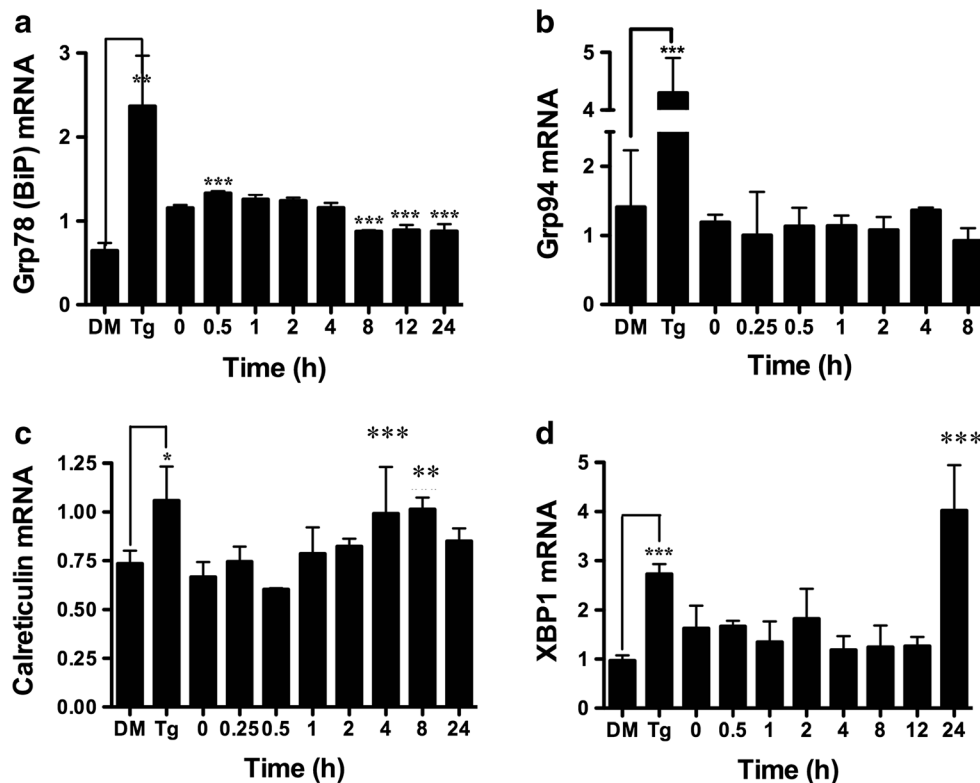 a
Grp78 (BiP) mRNA
3
2
1
0
**
***
***
***
***
DM Tg 0 0.5 1 2 4 8 12 24
Time (h)
b
Grp94 mRNA
5
4
2
1
0
***
DM Tg 0 0.25 0.5 1 2 4 8
Time (h)
c
Calreticulin mRNA
1.25
1.00
0.75
0.50
0.25
0.00
*
***
**
DM Tg 0 0.25 0.5 1 2 4 8 24
Time (h)
d
XBP1 mRNA
5
4
3
2
1
0
***
***
DM Tg 0 0.5 1 2 4 8 12 24
Time (h)